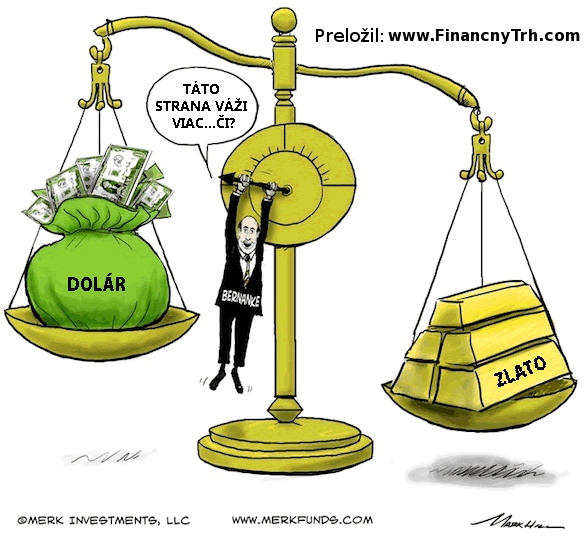 Preložil: www.FinancnyTrh.com
TÁTO
STRANA VÁŽI
VIAC...ČI?
DOLÁR
BERNANKE
ZLATO
©MERK INVESTMENTS, LLC
WWW.MERKFUNDS.COM